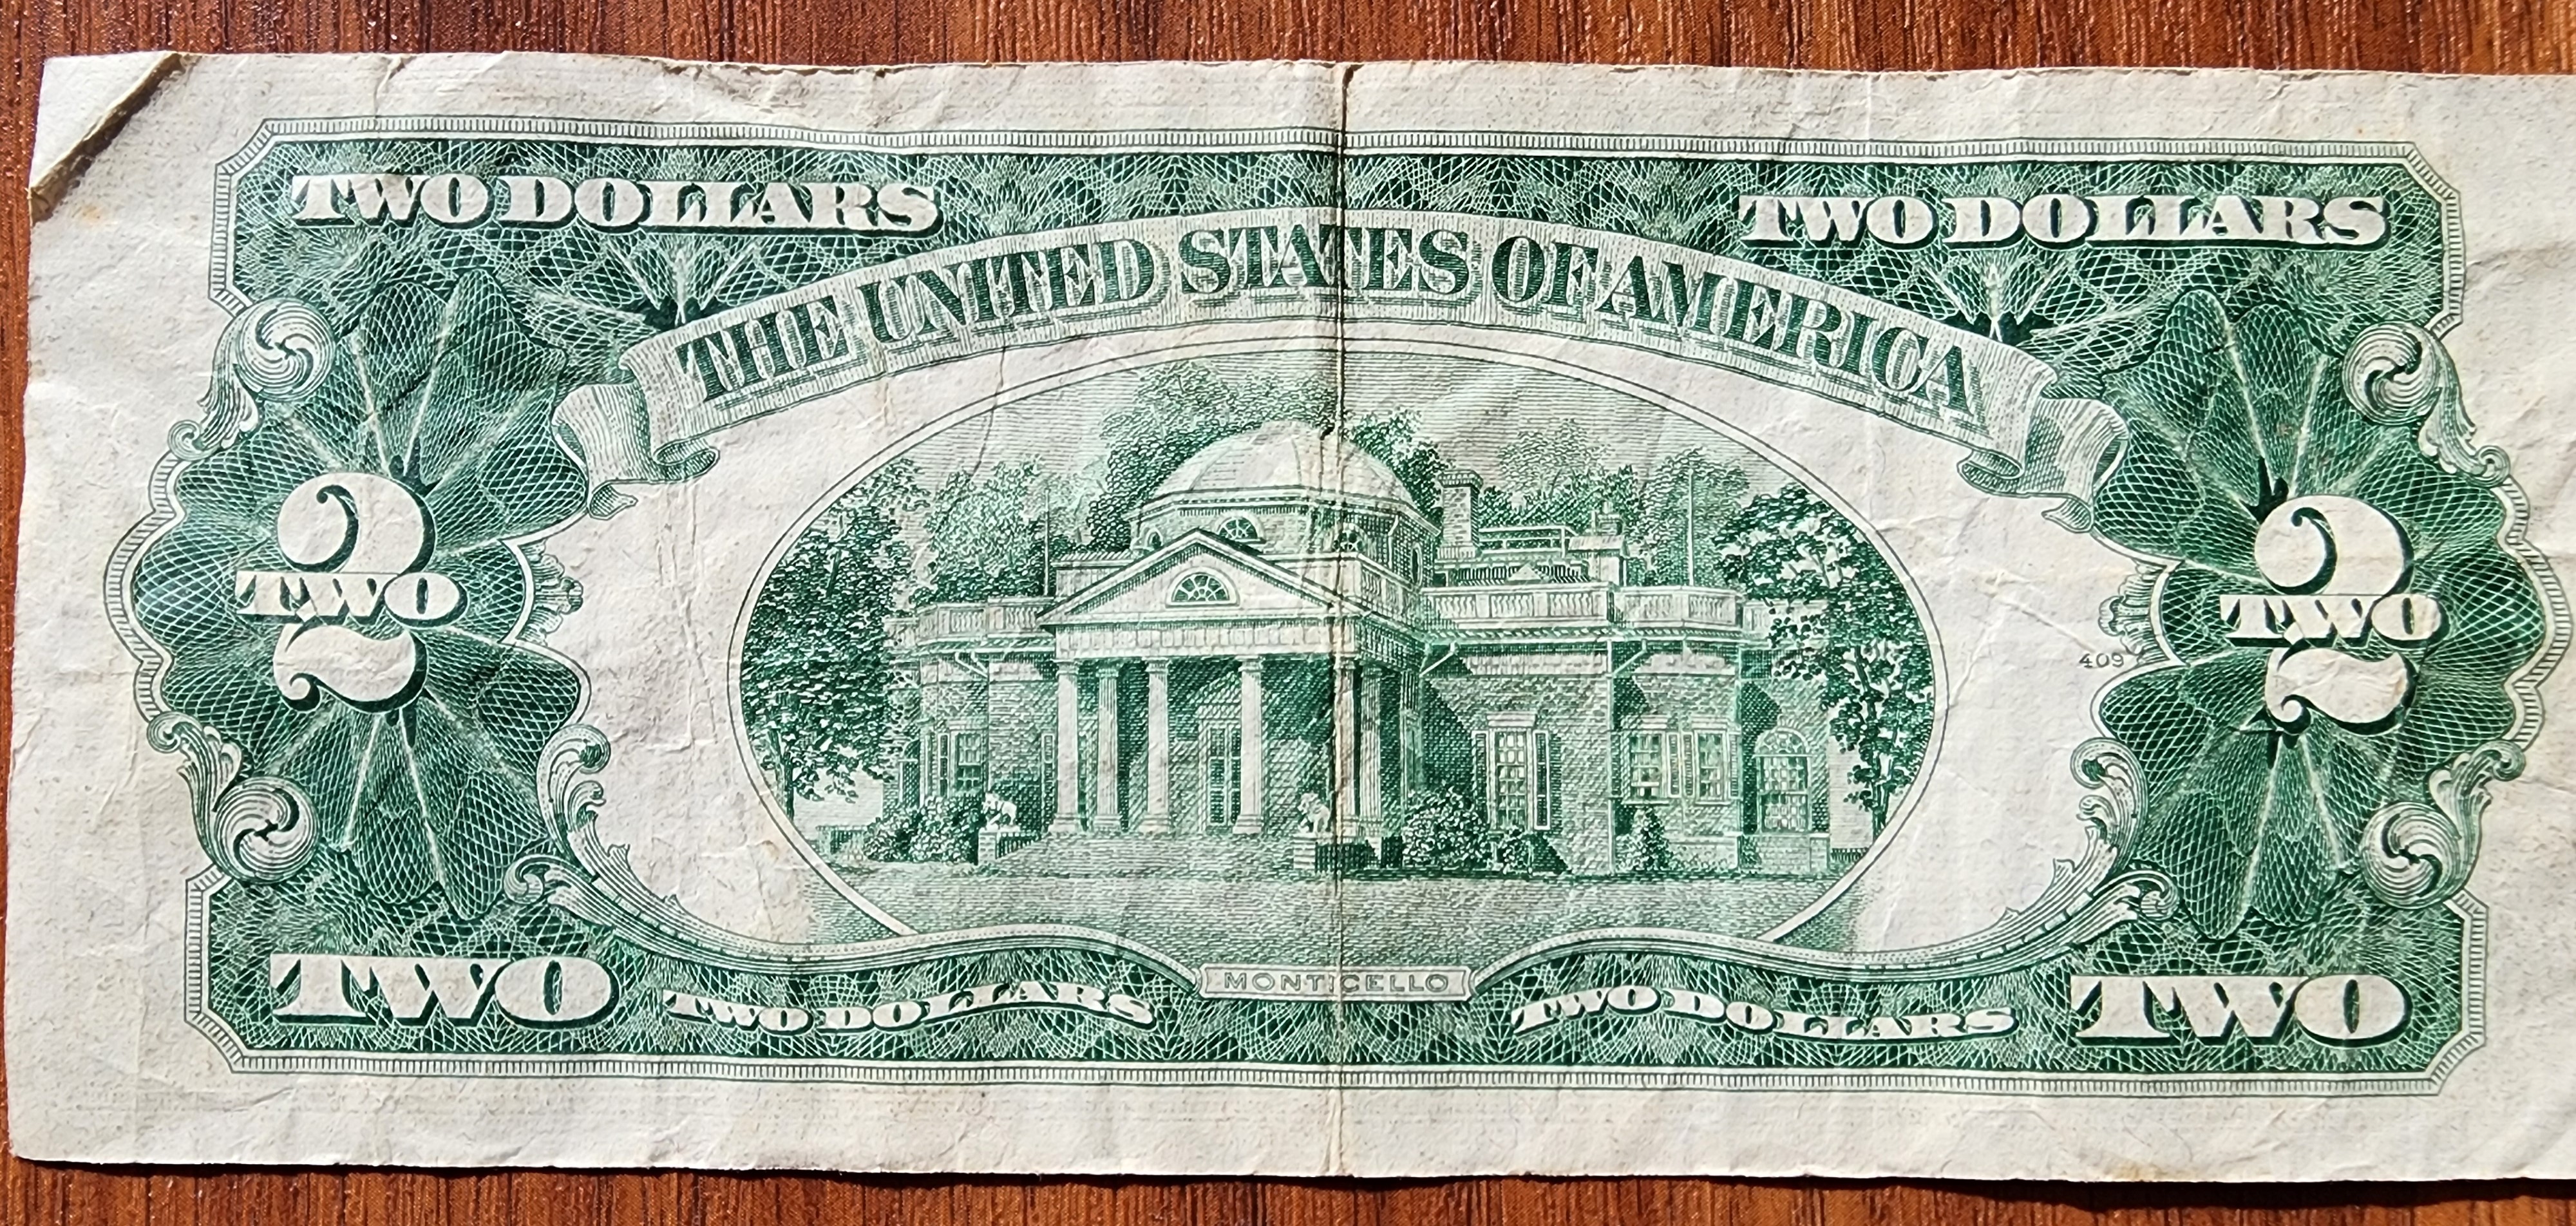 TWO DOLLARS
TWO DOLLARS
THE UNITED STATES OF AMERICA
2
TWO
2
TWO
409
MONTICELLO
TWO
TWO DOLLARS
TWO DOLLARS
TWO